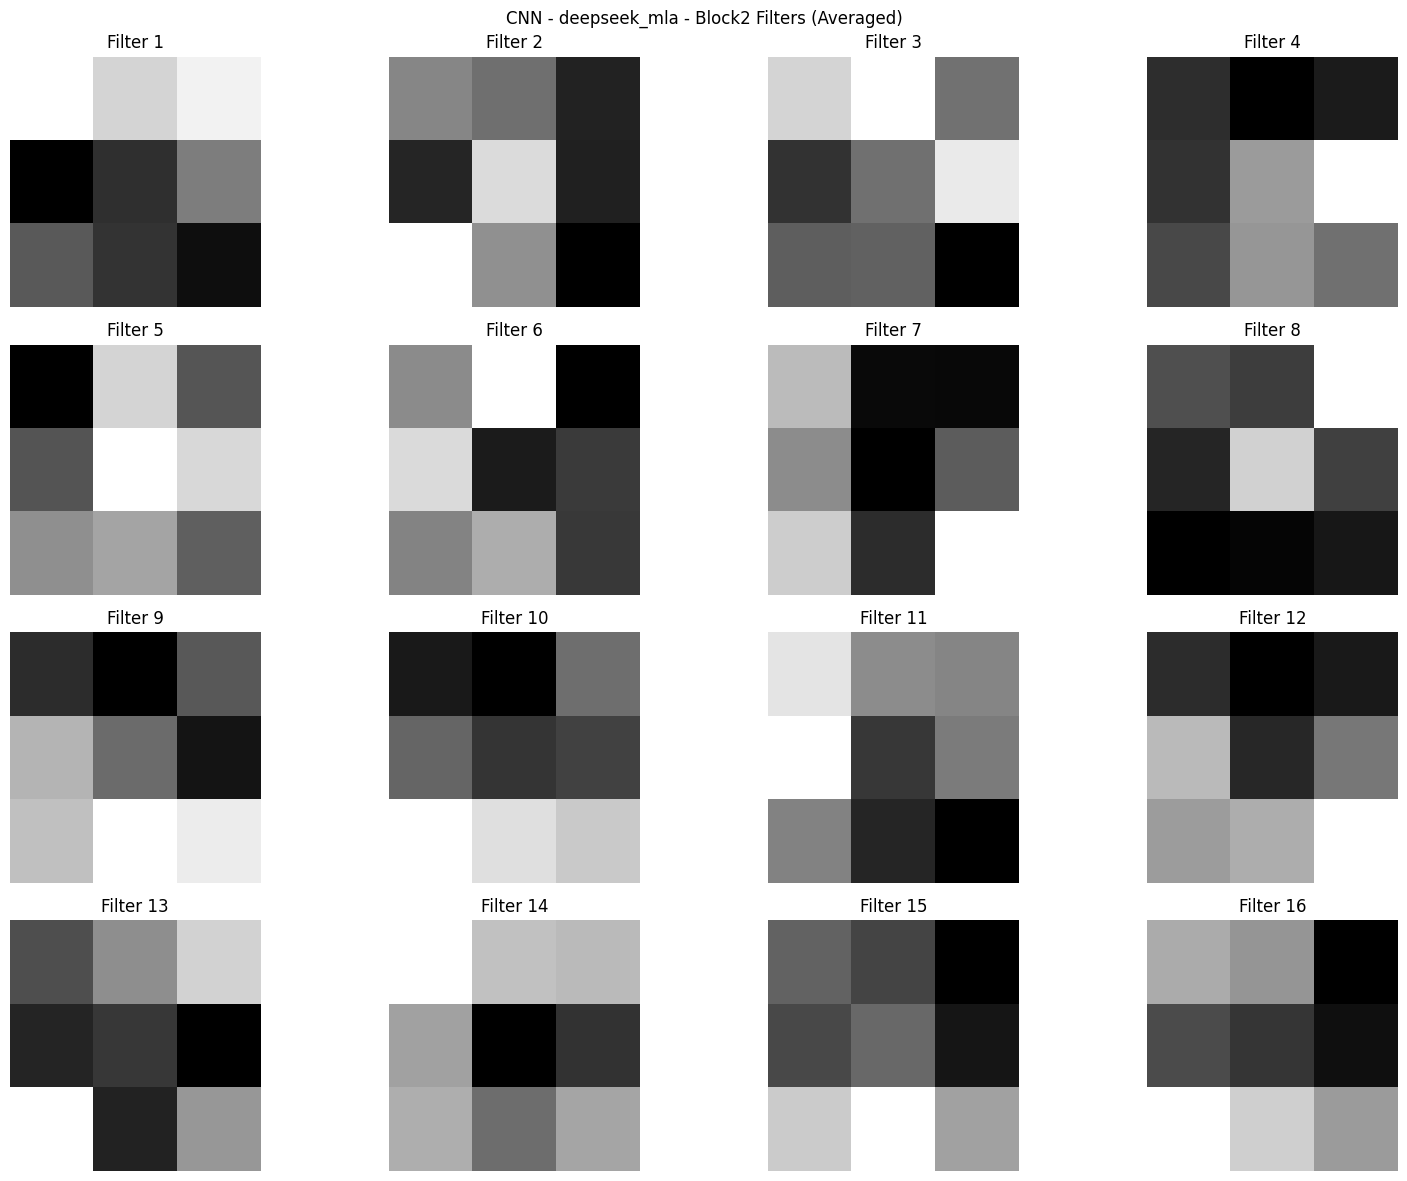 CNN - deepseek_mla - Block2 Filters (Averaged)
Filter 1
Filter 2
Filter 3
Filter 4
Filter 5
Filter 6
Filter 7
Filter 8
Filter 9
Filter 10
Filter 11
Filter 12
Filter 13
Filter 14
Filter 15
Filter 16